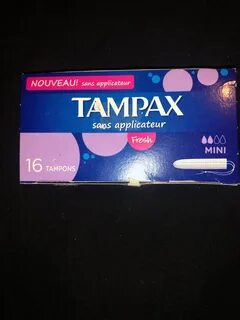 NOUVEAU! sans applicateur
TAMPAX
sans applicateur
Fresh
16 TAMPONS
MINI